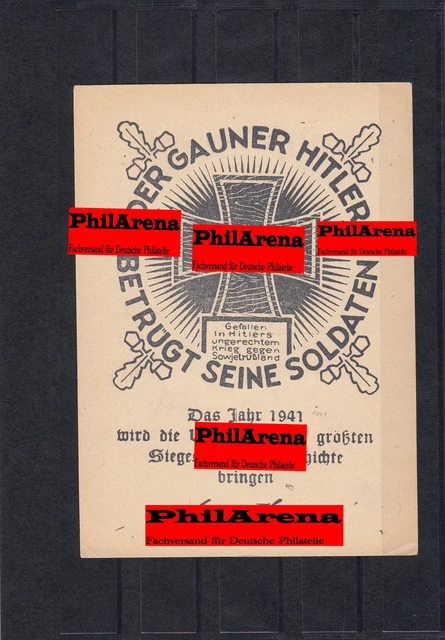 DER GAUNER HITLER
BETRÜGT SEINE SOLDATEN
PhilArena
Fachversand für Deutsche Philatelie
PhilArena
Fachversand für Deutsche Philatelie
PhilArena
Fachversand für Deutsche Philatelie
Gefallen
in Hitlers
ungerechtem
Krieg gegen
Sowjetrußland
Das Jahr 1941
wird die größten
Sieges
bringen
PhilArena
Fachversand für Deutsche Philatelie
PhilArena
Fachversand für Deutsche Philatelie